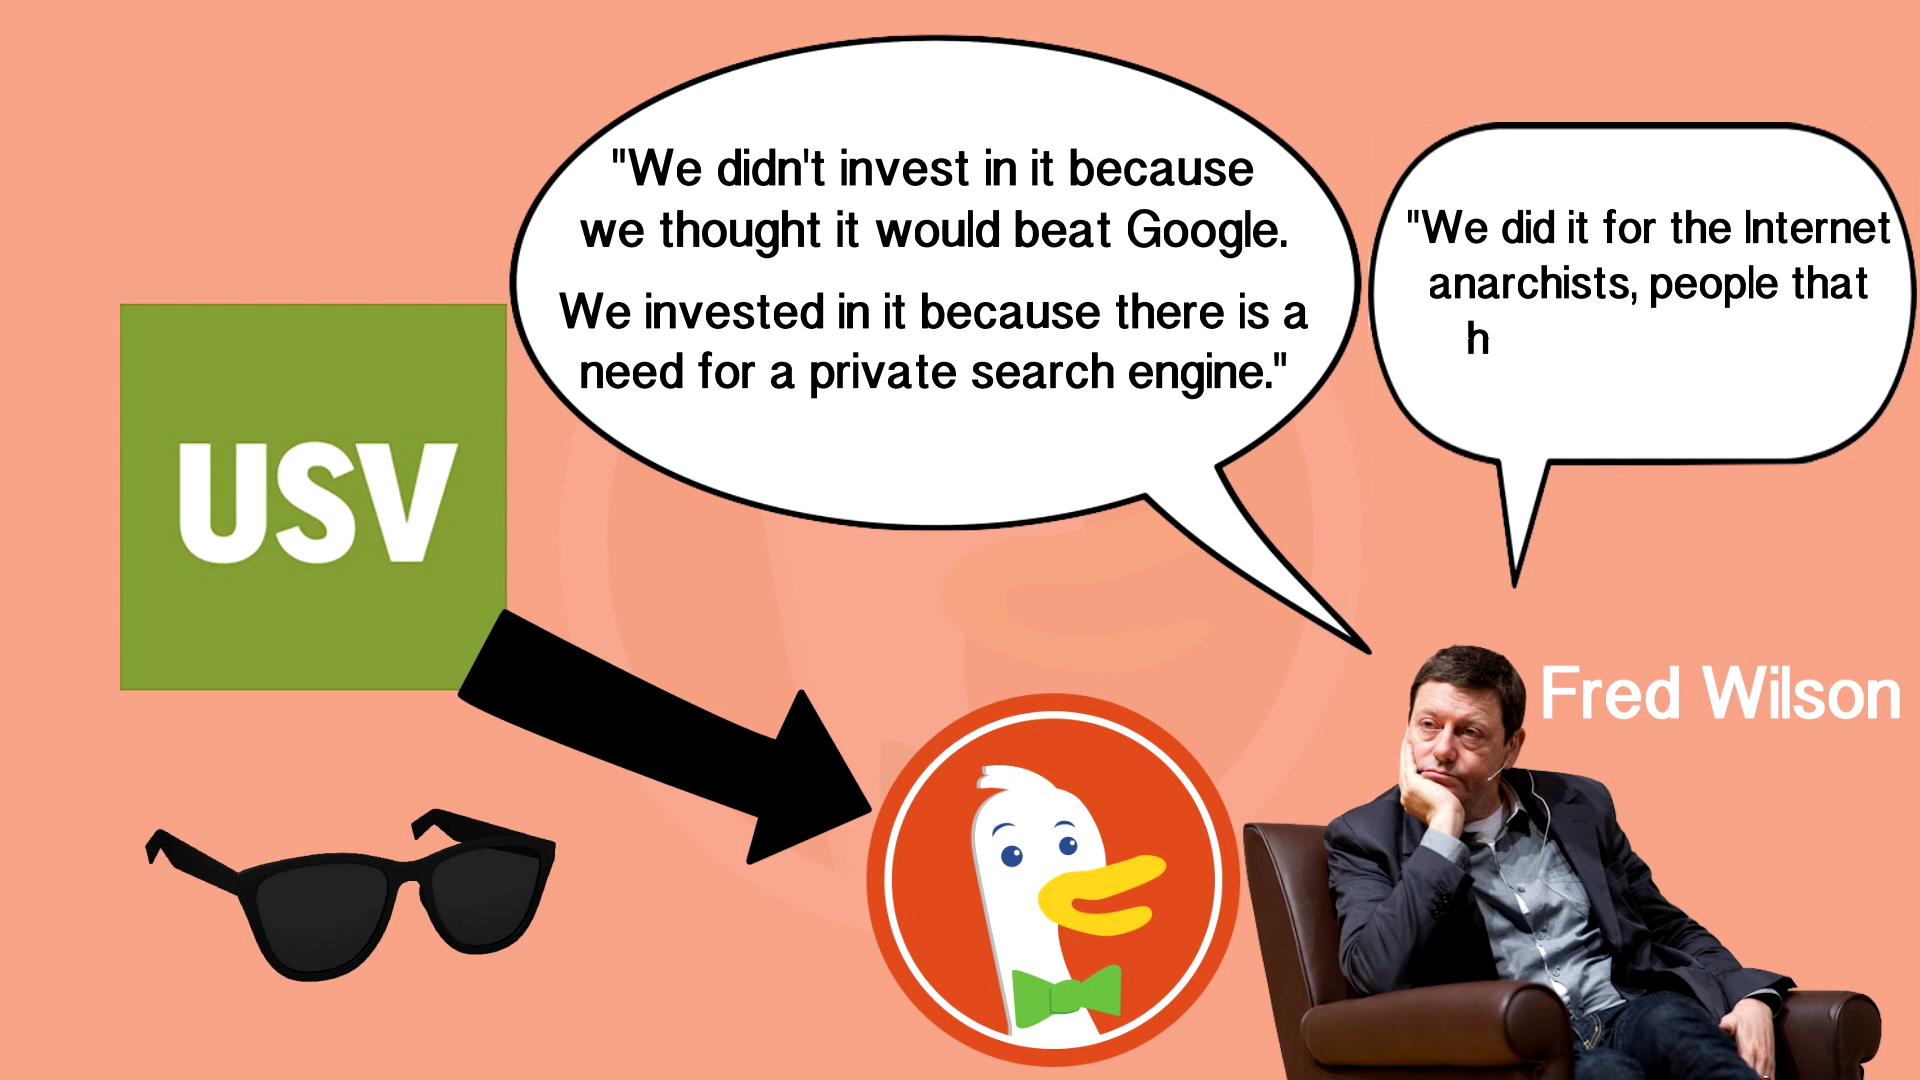 "We didn't invest in it because
we thought it would beat Google.
We invested in it because there is a
need for a private search engine."
"We did it for the Internet
anarchists, people that
h
USV
Fred Wilson